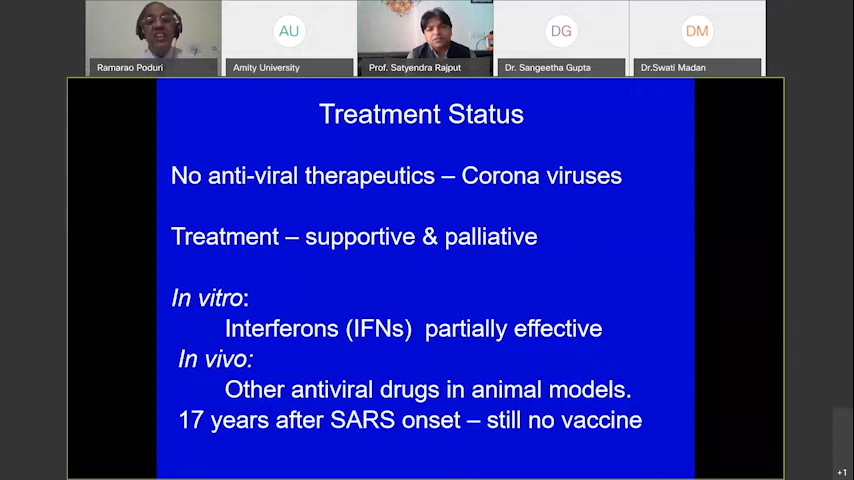 AU
DG
DM
Ramarao Poduri
Amity University
Prof. Satyendra Rajput
Dr. Sangeetha Gupta
Dr.Swati Madan
Treatment Status
No anti-viral therapeutics – Corona viruses
Treatment – supportive & palliative
In vitro:
Interferons (IFNs) partially effective
In vivo:
Other antiviral drugs in animal models.
17 years after SARS onset – still no vaccine
+1